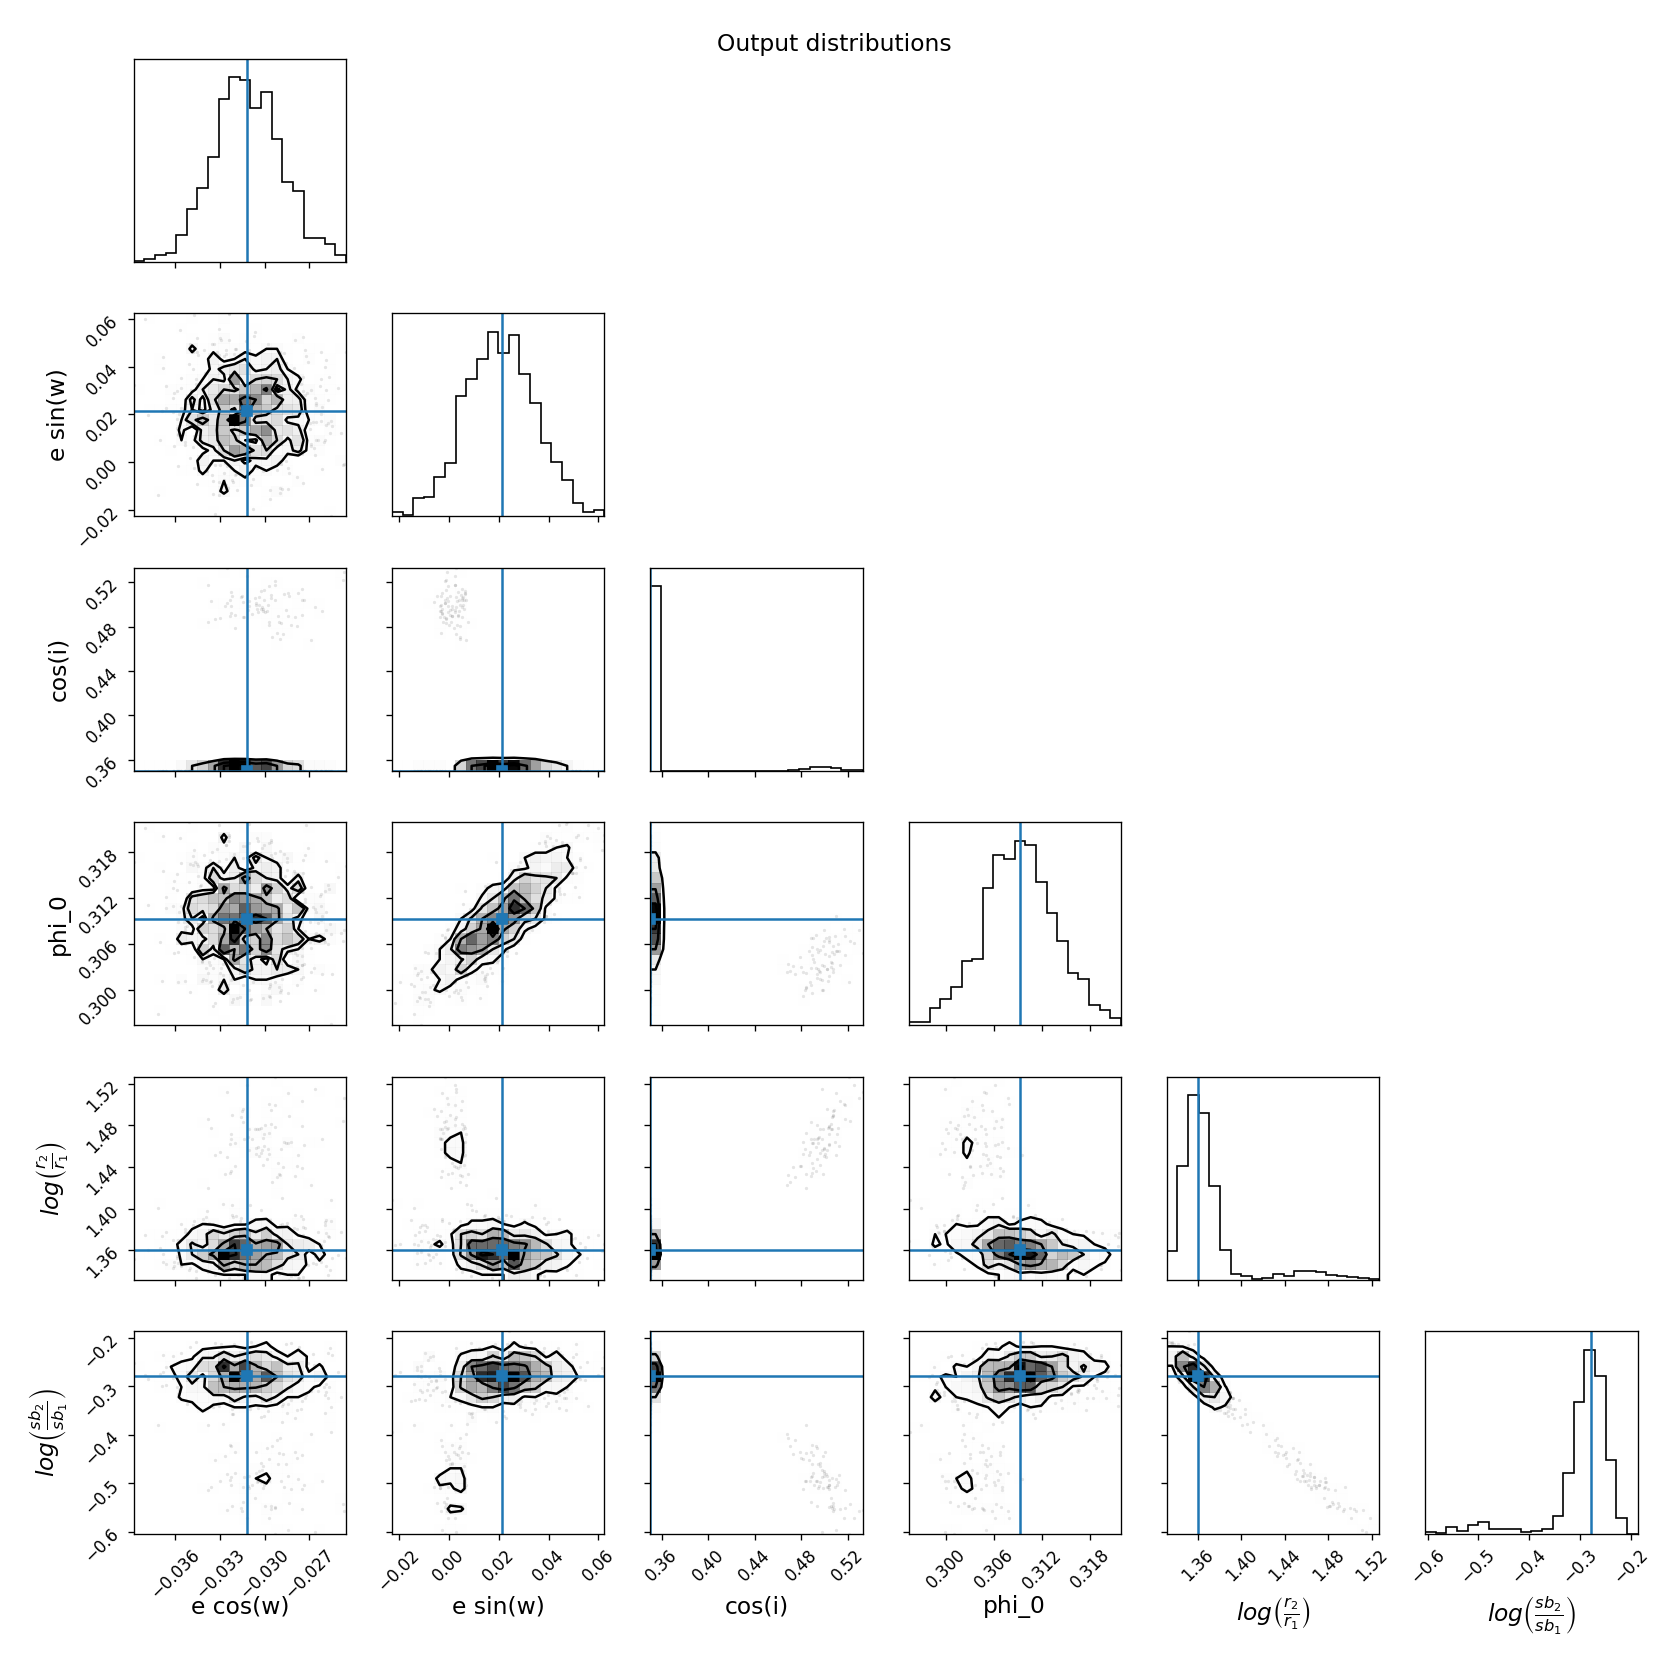 Output distributions
e sin(w)
0.06
0.04
0.02
0.00
−0.02
cos(i)
0.52
0.48
0.44
0.40
0.36
phi_0
0.318
0.312
0.306
0.300
log(r2/r1)
1.52
1.48
1.44
1.40
1.36
log(sb2/sb1)
−0.2
−0.3
−0.4
−0.5
−0.6
−0.036 −0.033 −0.030 −0.027
−0.02 0.00 0.02 0.04 0.06
0.36 0.40 0.44 0.48 0.52
0.300 0.306 0.312 0.318
1.36 1.40 1.44 1.48 1.52
−0.6 −0.5 −0.4 −0.3 −0.2
e cos(w) e sin(w) cos(i) phi_0 log(r2/r1) log(sb2/sb1)